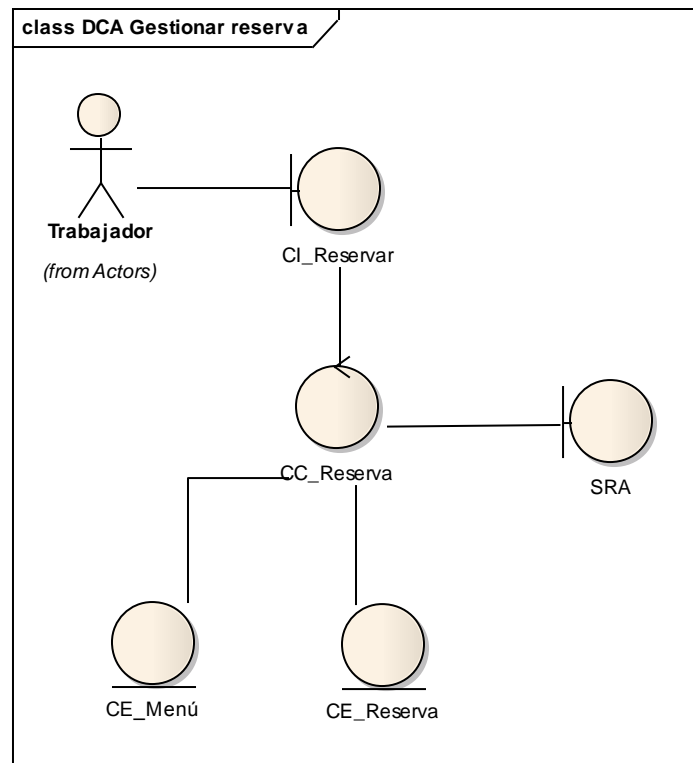 class DCA Gestionar reserva
Trabajador
(from Actors)
CI_Reservar
CC_Reserva
SRA
CE_Menú
CE_Reserva